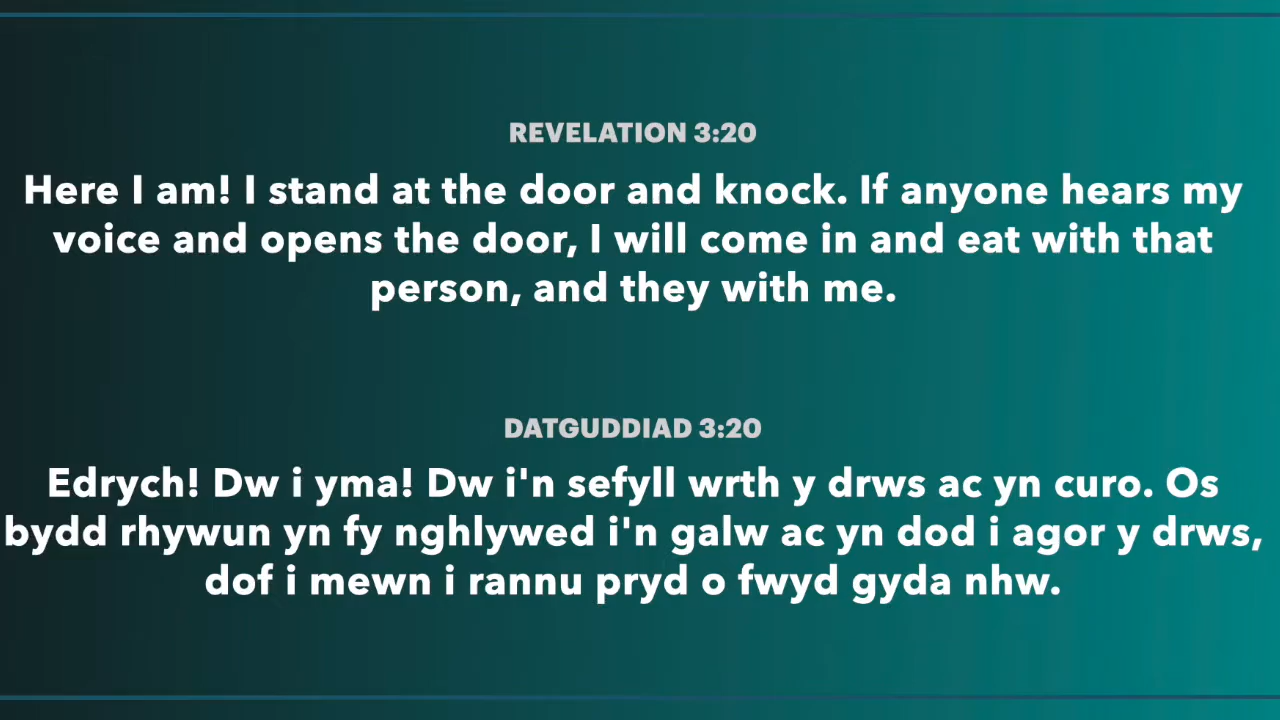 REVELATION 3:20
Here I am! I stand at the door and knock. If anyone hears my
voice and opens the door, I will come in and eat with that
person, and they with me.
DATGUDDIAD 3:20
Edrych! Dw i yma! Dw i'n sefyll wrth y drws ac yn curo. Os
bydd rhywun yn fy nghlywed i'n galw ac yn dod i agor y drws,
dof i mewn i rannu pryd o fwyd gyda nhw.